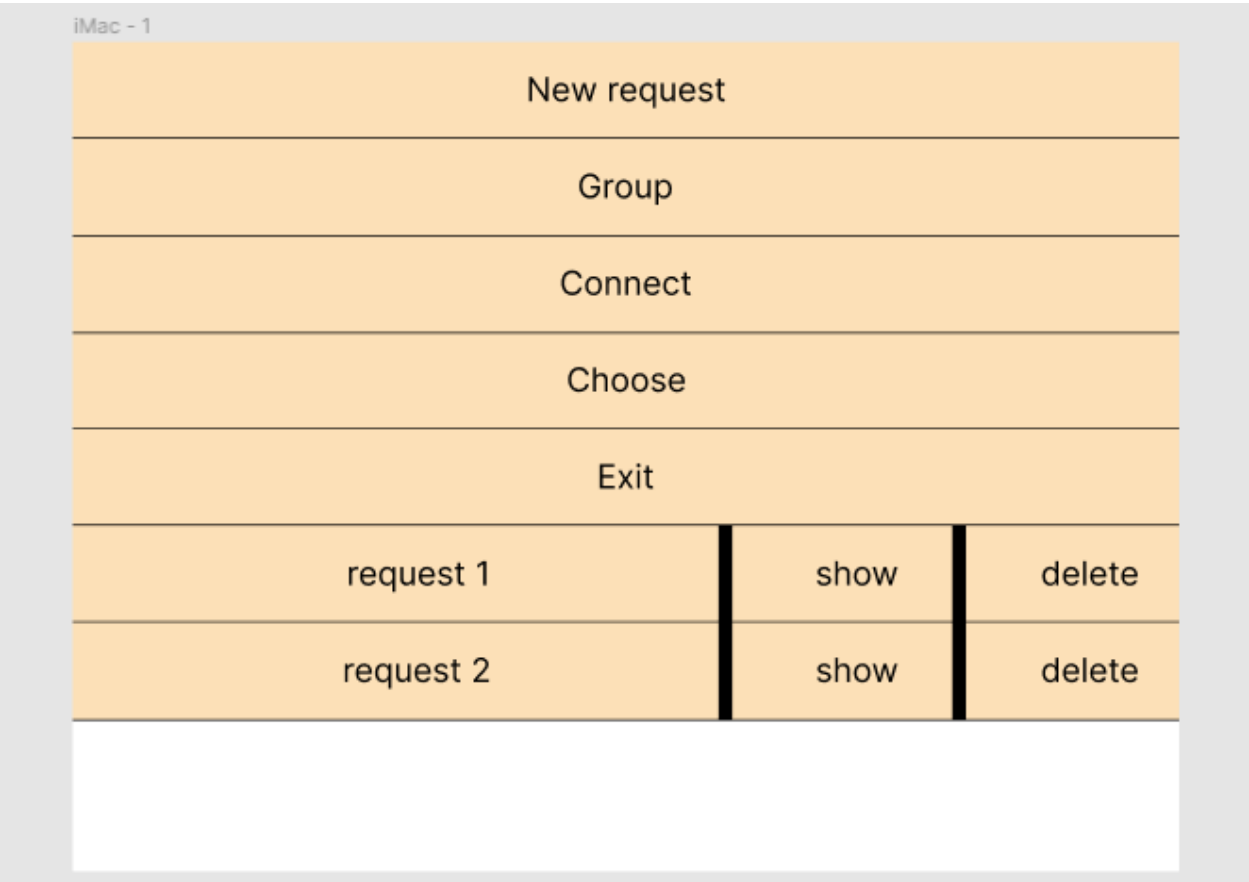 iMac - 1
New request
Group
Connect
Choose
Exit
request 1 show delete
request 2 show delete